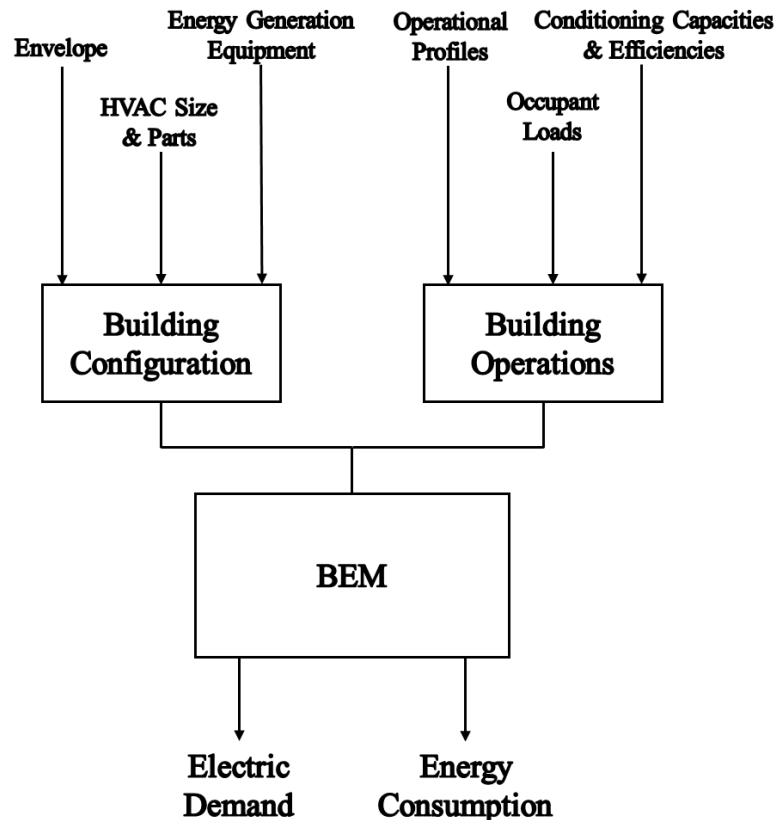 Envelope
Energy Generation
Equipment
HVAC Size
& Parts
Operational
Profiles
Occupant
Loads
Conditioning Capacities
& Efficiencies
Building
Configuration
Building
Operations
BEM
Electric
Demand
Energy
Consumption